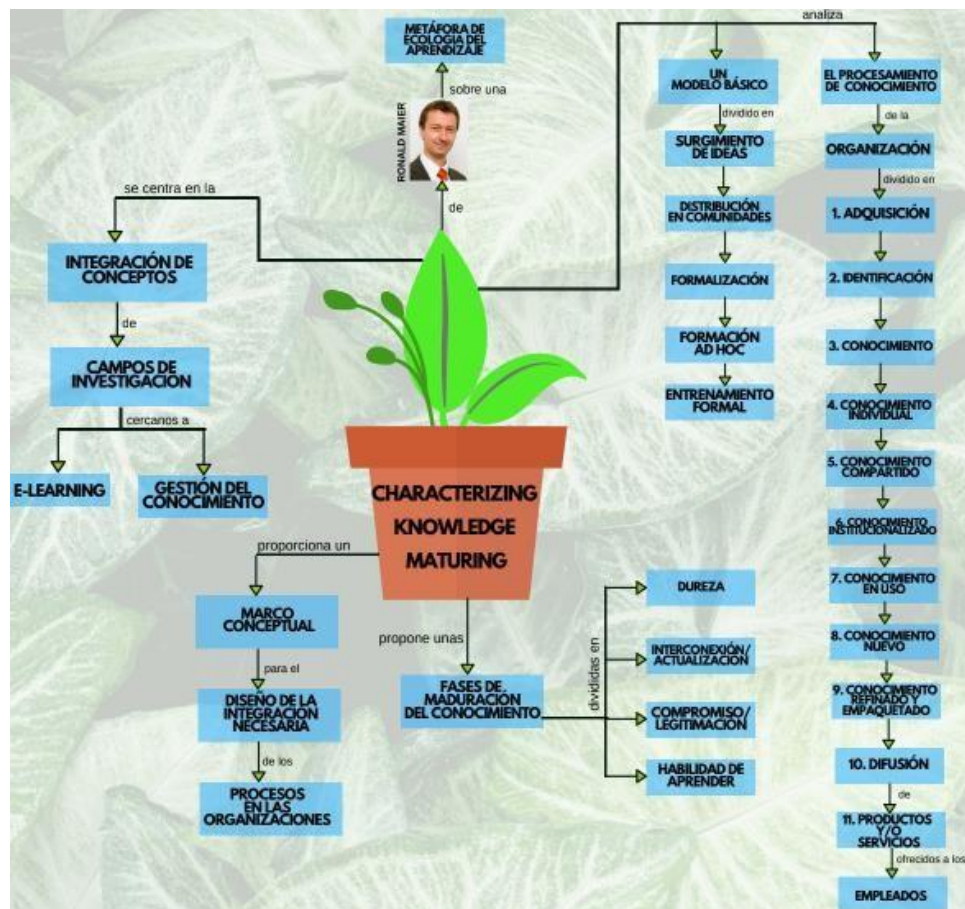 analiza
METÁFORA DE
ECOLOGIA DEL
APRENDIZAJE
sobre una
RONALD MAIER
de
se centra en la
INTEGRACIÓN DE
CONCEPTOS
de
CAMPOS DE
INVESTIGACION
cercanos a
E-LEARNING
GESTIÓN DEL
CONOCIMIENTO
CHARACTERIZING
KNOWLEDGE
MATURING
proporciona un
MARCO
CONCEPTUAL
para el
DISEÑO DE LA
INTEGRACION
NECESARIA
de los
PROCESOS
EN LAS
ORGANIZACIONES
propone unas
FASES DE
MADURACIÓN
DEL CONOCIMIENTO
divididas en
DUREZA
INTERCONEXIÓN/
ACTUALIZACIÓN
COMPROMISO/
LEGITIMACIÓN
HABILIDAD DE
APRENDER
UN
MODELO BÁSICO
dividido en
SURGIMIENTO
DE IDEAS
DISTRIBUCIÓN
EN COMUNIDADES
FORMALIZACIÓN
FORMACIÓN
AD HOC
ENTRENAMIENTO
FORMAL
EL PROCESAMIENTO
DE CONOCIMIENTO
de la
ORGANIZACIÓN
dividido en
1. ADQUISICIÓN
2. IDENTIFICACIÓN
3. CONOCIMIENTO
4. CONOCIMIENTO
INDIVIDUAL
5. CONOCIMIENTO
COMPARTIDO
6. CONOCIMIENTO
INSTITUCIONALIZADO
7. CONOCIMIENTO
EN USO
8. CONOCIMIENTO
NUEVO
9. CONOCIMIENTO
REFINADO Y
EMPAQUETADO
10. DIFUSIÓN
de
11. PRODUCTOS
Y/O
SERVICIOS
ofrecidos a los
EMPLEADOS